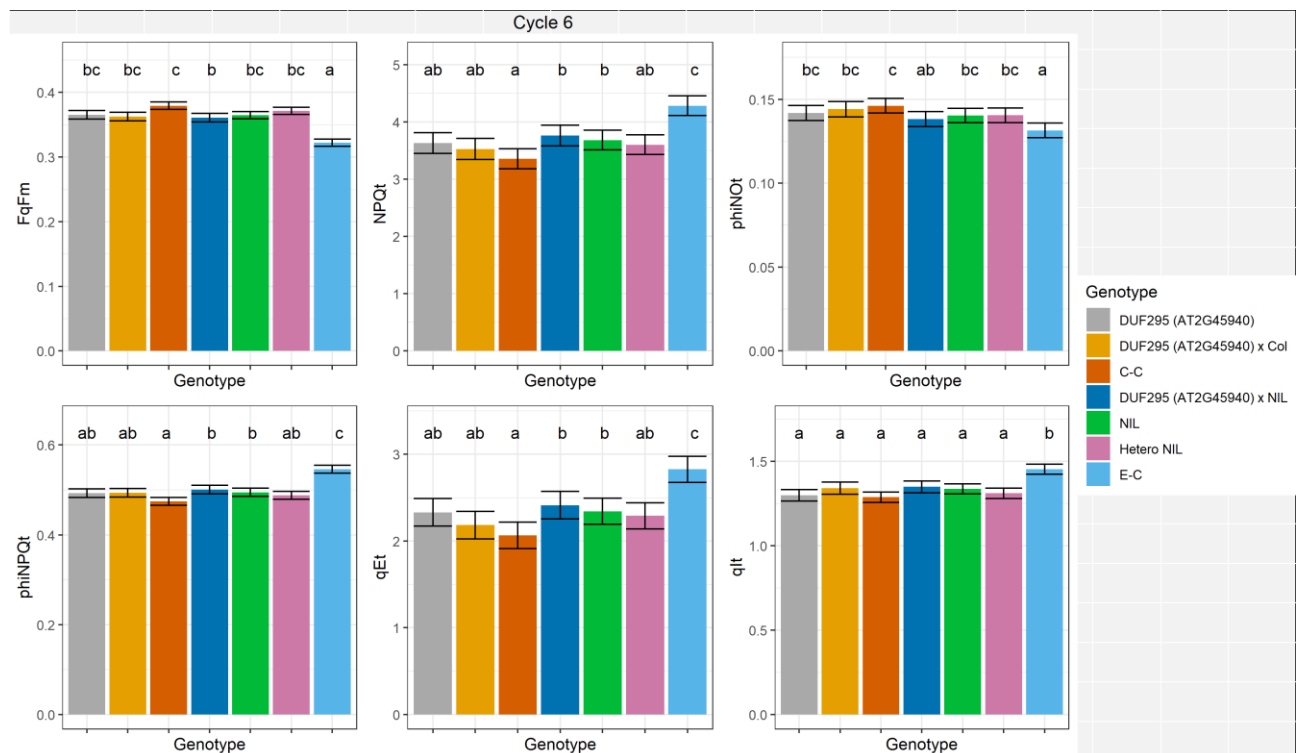 Cycle 6
bc bc c b bc bc a
0.4
0.3
0.2
0.1
0.0
FqFm
Genotype
ab ab a b b ab c
5
4
3
2
1
0
NPQt
Genotype
bc bc c ab bc bc a
0.15
0.10
0.05
0.00
phiNOt
Genotype
ab ab a b b ab c
0.6
0.4
0.2
0.0
phiNPQt
Genotype
ab ab a b b ab c
3
2
1
0
qEt
Genotype
a a a a a a b
1.5
1.0
0.5
0.0
qIt
Genotype
Genotype
DUF295 (AT2G45940)
DUF295 (AT2G45940) x Col
C-C
DUF295 (AT2G45940) x NIL
NIL
Hetero NIL
E-C